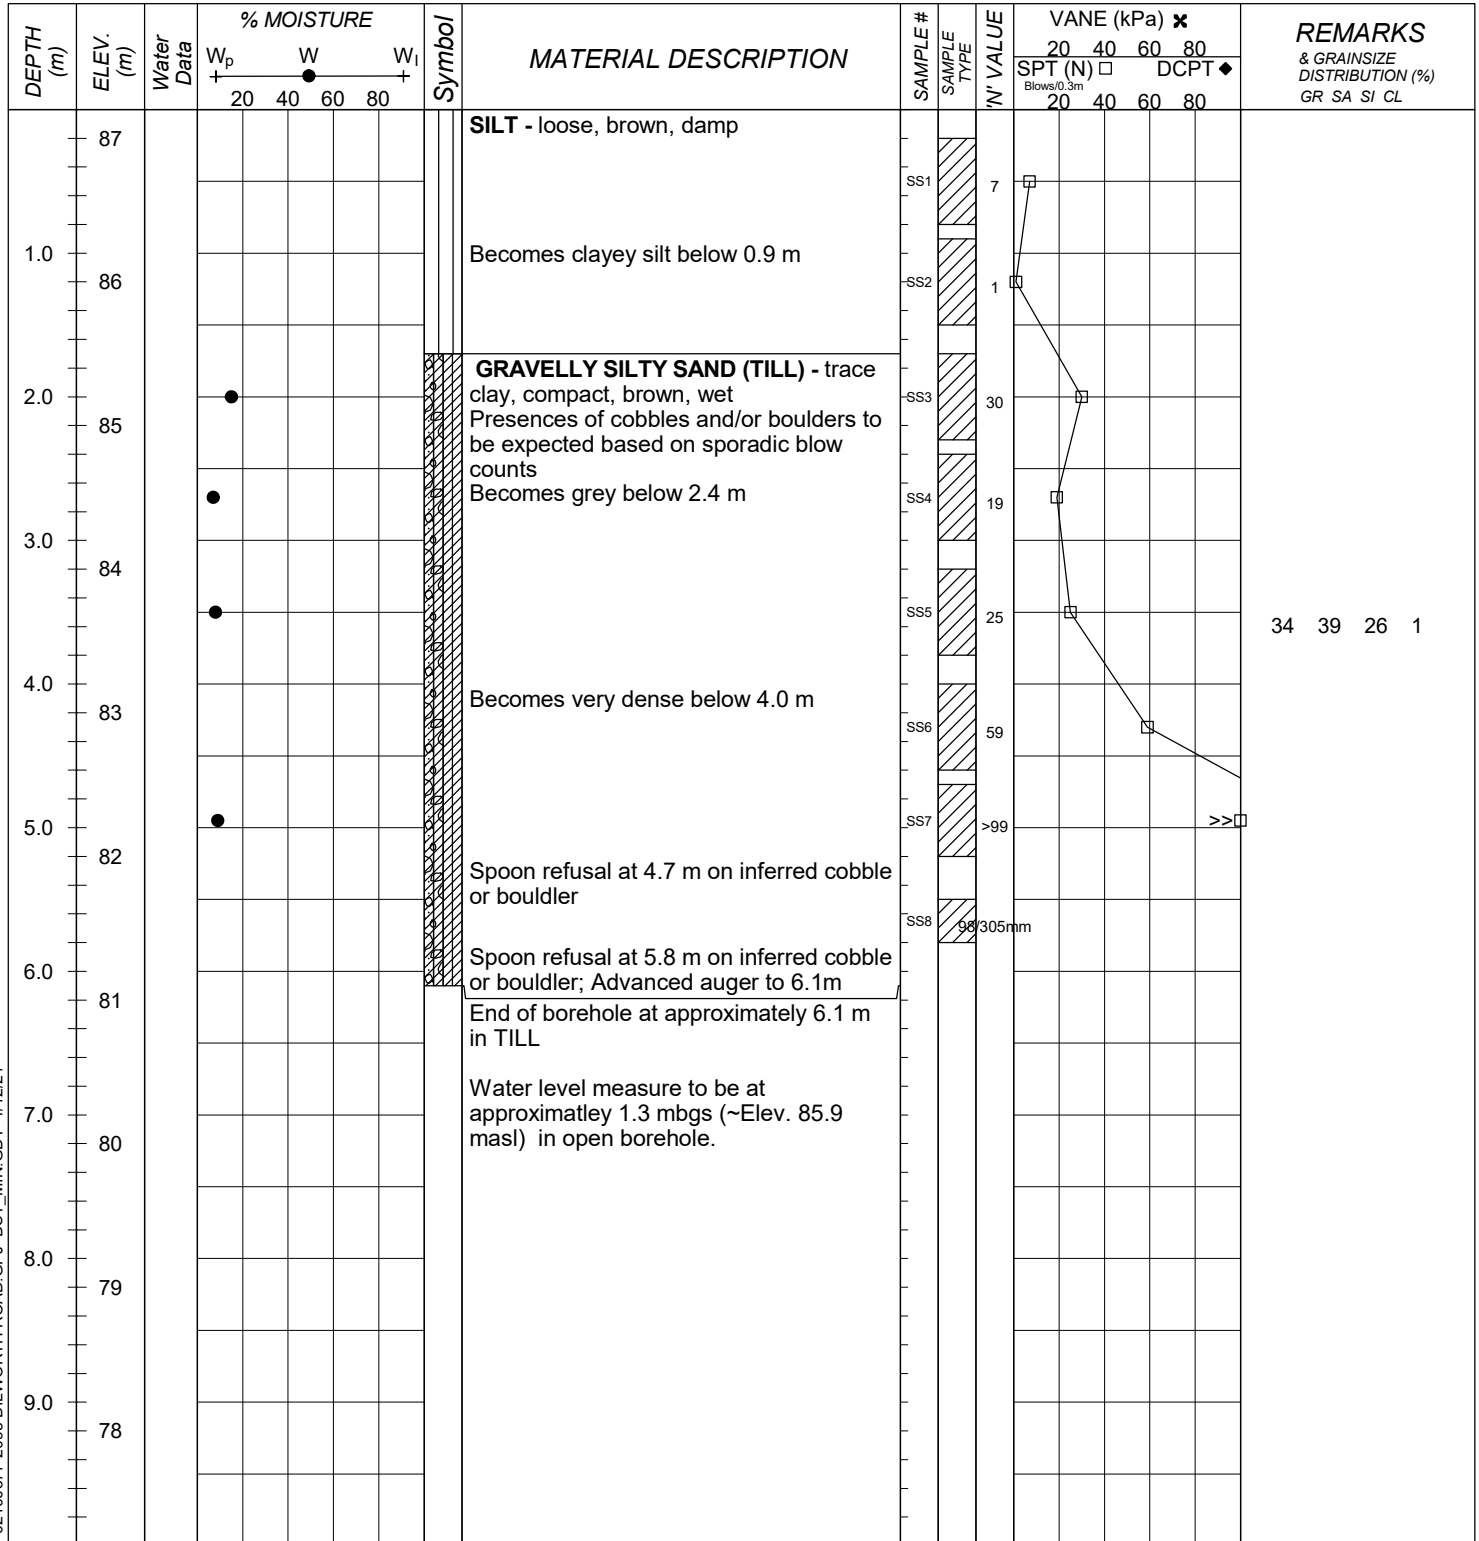 DEPTH (m)
ELEV. (m)
Water Data
% MOISTURE
Wp W Wl
20 40 60 80
Symbol
MATERIAL DESCRIPTION
SAMPLE #
SAMPLE TYPE
'N' VALUE
VANE (kPa) ✖
20 40 60 80
SPT (N) □ DCPT ◆
Blows/0.3m
20 40 60 80
REMARKS
& GRAINSIZE
DISTRIBUTION (%)
GR SA SI CL
SILT - loose, brown, damp
87
SS1 7
1.0
Becomes clayey silt below 0.9 m
86
SS2 1
GRAVELLY SILTY SAND (TILL) - trace
clay, compact, brown, wet
2.0
SS3 30
Presences of cobbles and/or boulders to
85
be expected based on sporadic blow
counts
Becomes grey below 2.4 m
SS4 19
3.0
84
SS5 25
34 39 26 1
4.0
Becomes very dense below 4.0 m
83
SS6 59
5.0
SS7 >99 >>
82
Spoon refusal at 4.7 m on inferred cobble
or bouldler
SS8 98/305mm
Spoon refusal at 5.8 m on inferred cobble
6.0
or bouldler; Advanced auger to 6.1m
81
End of borehole at approximately 6.1 m
in TILL
Water level measure to be at
7.0
approximatley 1.3 mbgs (~Elev. 85.9
80
masl) in open borehole.
8.0
79
9.0
78